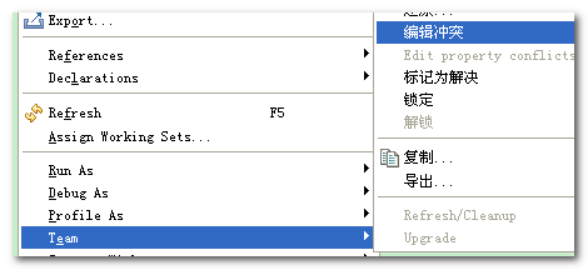 Export...
References
Declarations
Refresh F5
Assign Working Sets...
Run As
Debug As
Profile As
Team
还原...
编辑冲突
Edit property conflicts
标记为解决
锁定
解锁
复制...
导出...
Refresh/Cleanup
Upgrade